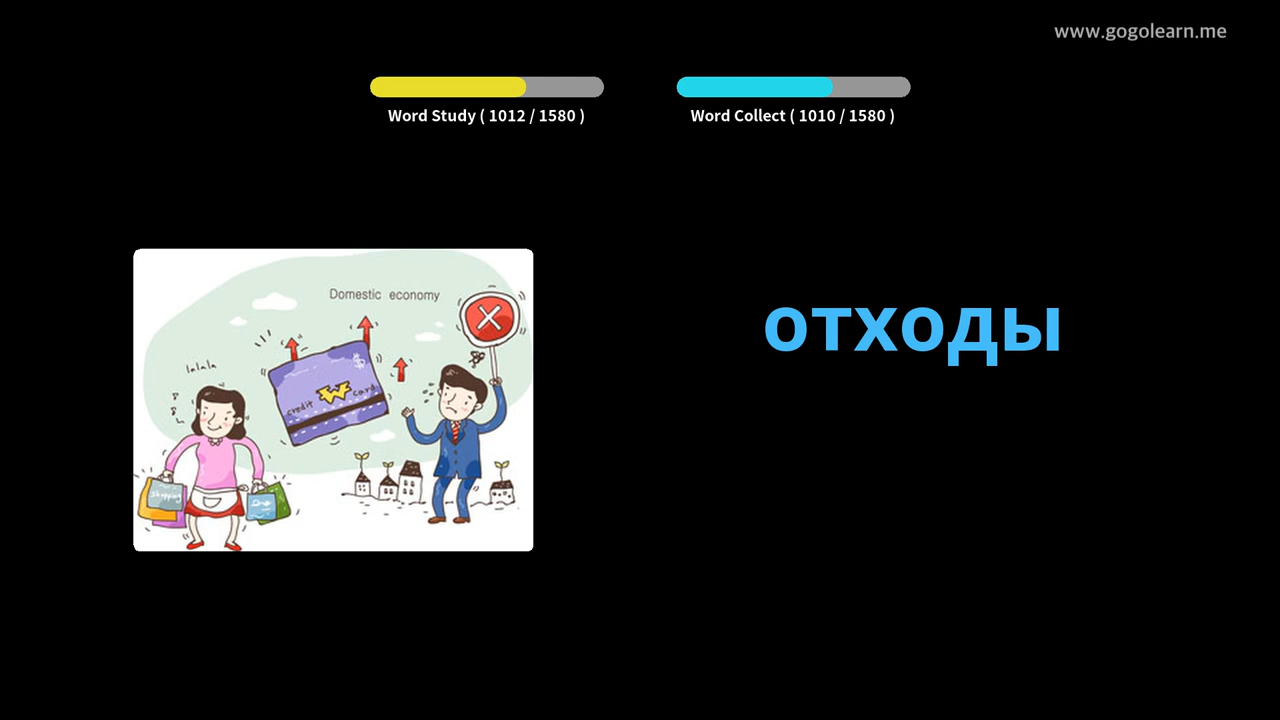 www.gogolearn.me
Word Study ( 1012 / 1580 )
Word Collect ( 1010 / 1580 )
Domestic economy
lalala
$
W
credit card
Shopping
отходы